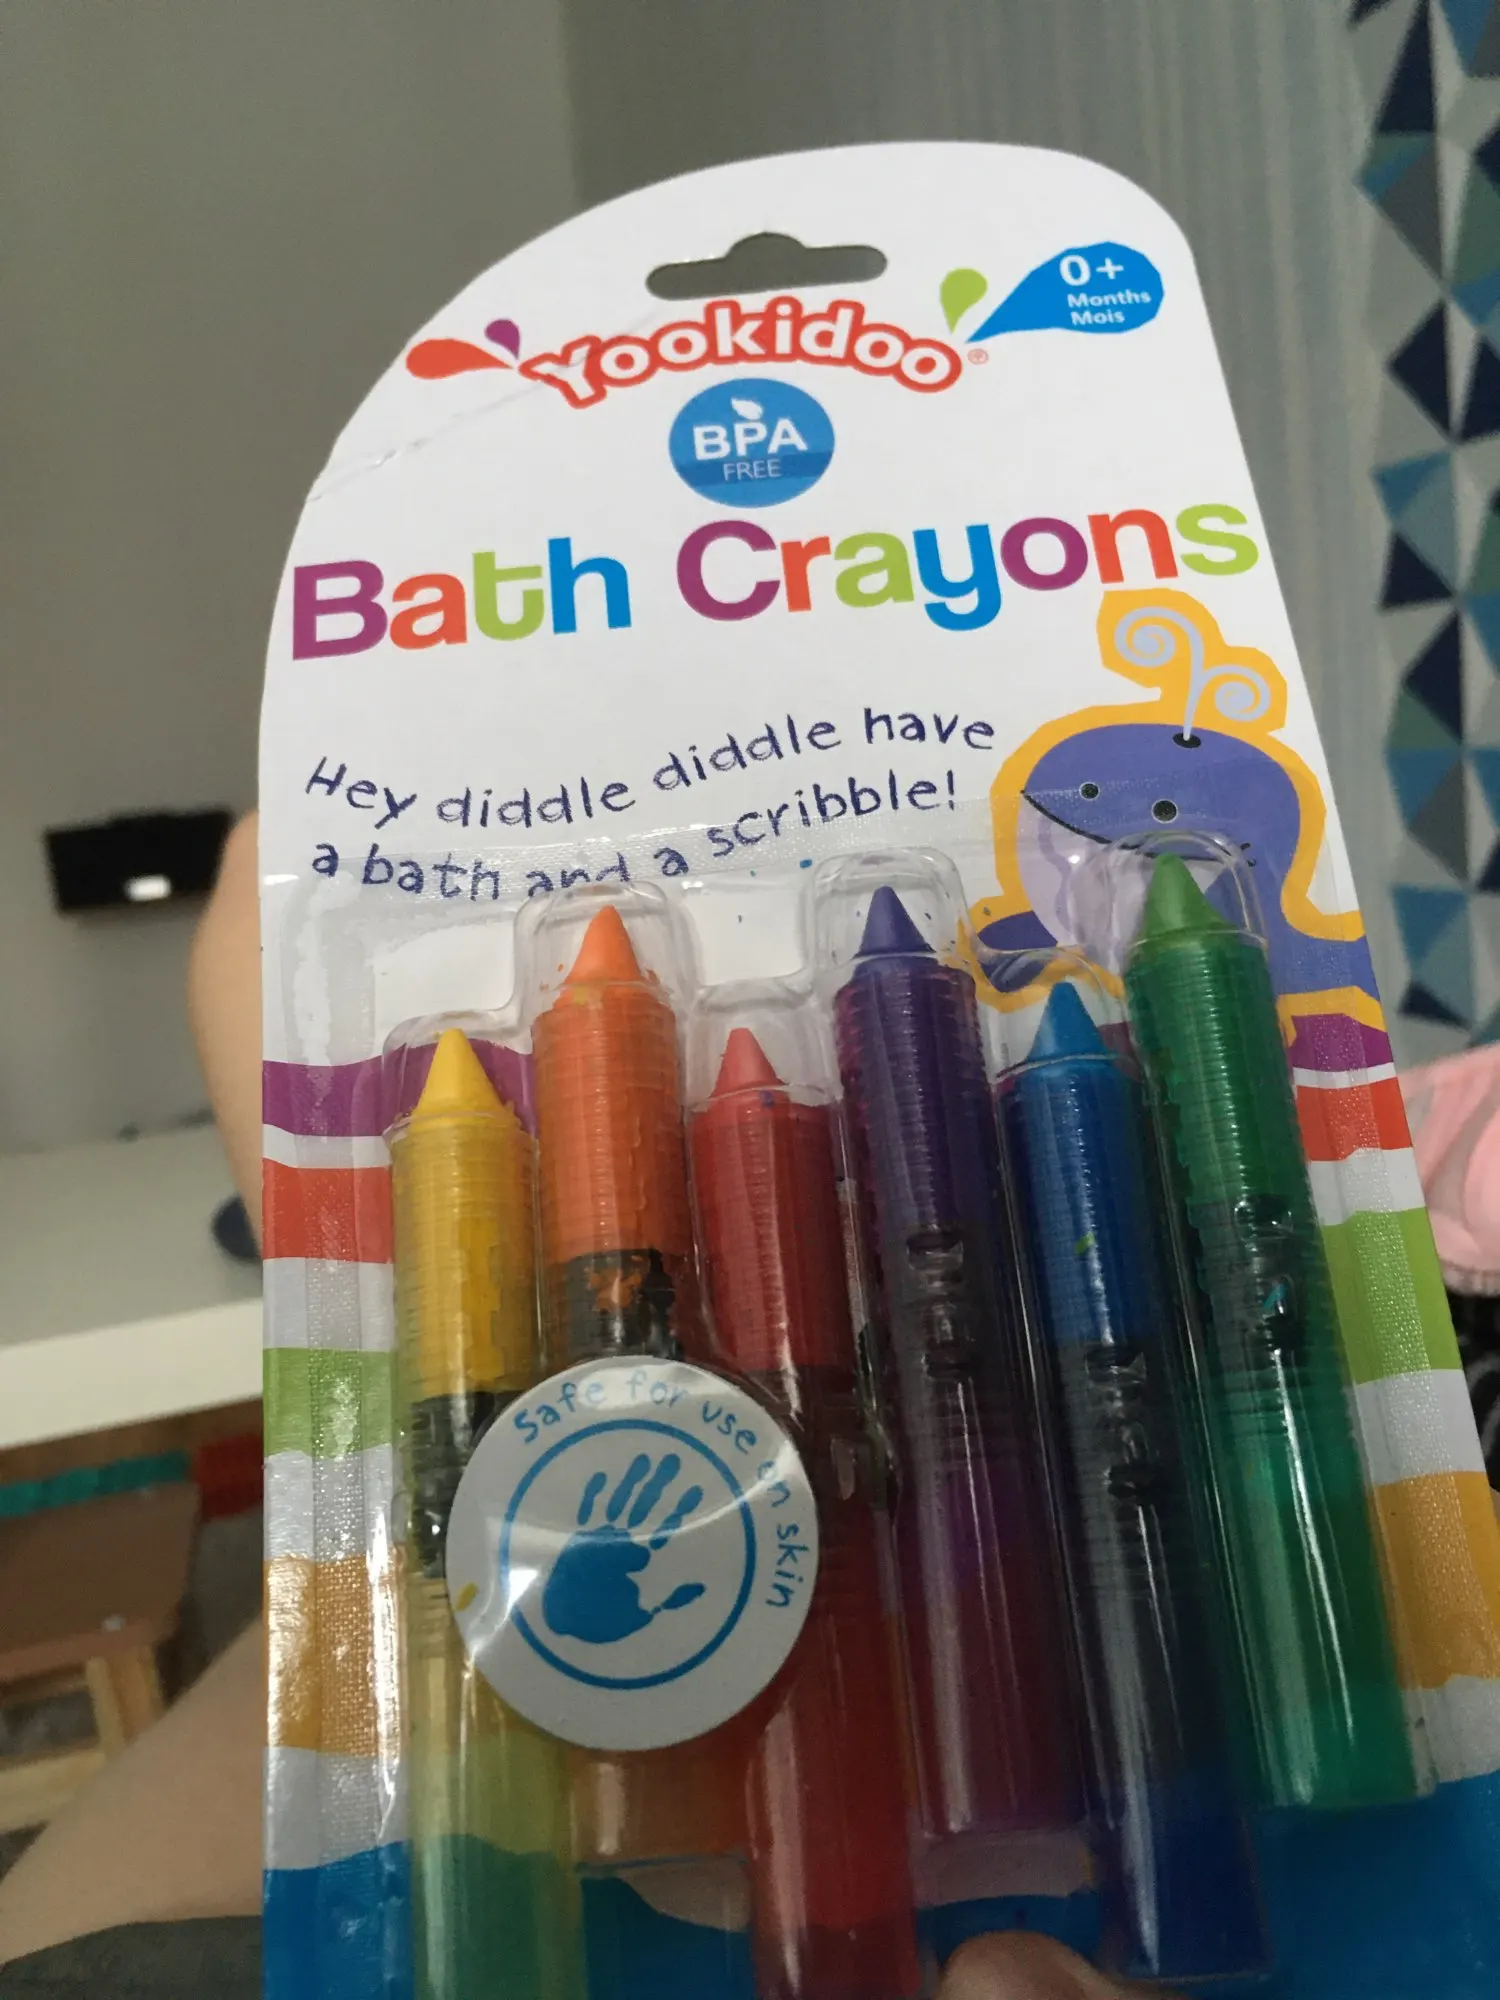 Yookidoo®
0+
Months
Mois
BPA
FREE
Bath Crayons
Hey diddle diddle have
a bath and a scribble!
Safe for use on skin